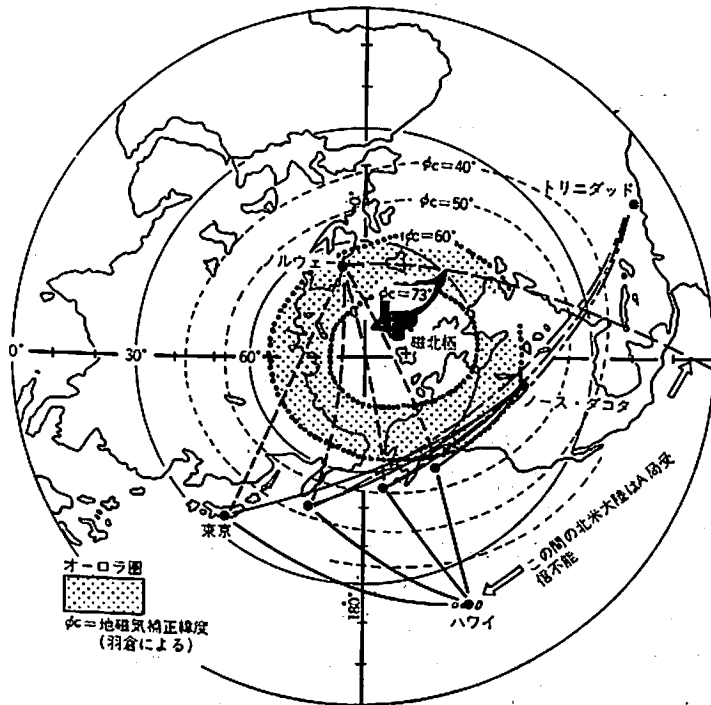 φc=40°
トリニダッド
φc=50°
φc=60°
ノルウェ
φc=73°
磁北極
0°
30°
60°
ノース・ダコタ
東京
この間の北米大陸はA局受
信不能
オーロラ圏
180°
ハワイ
φc=地磁気補正緯度
(羽倉による)